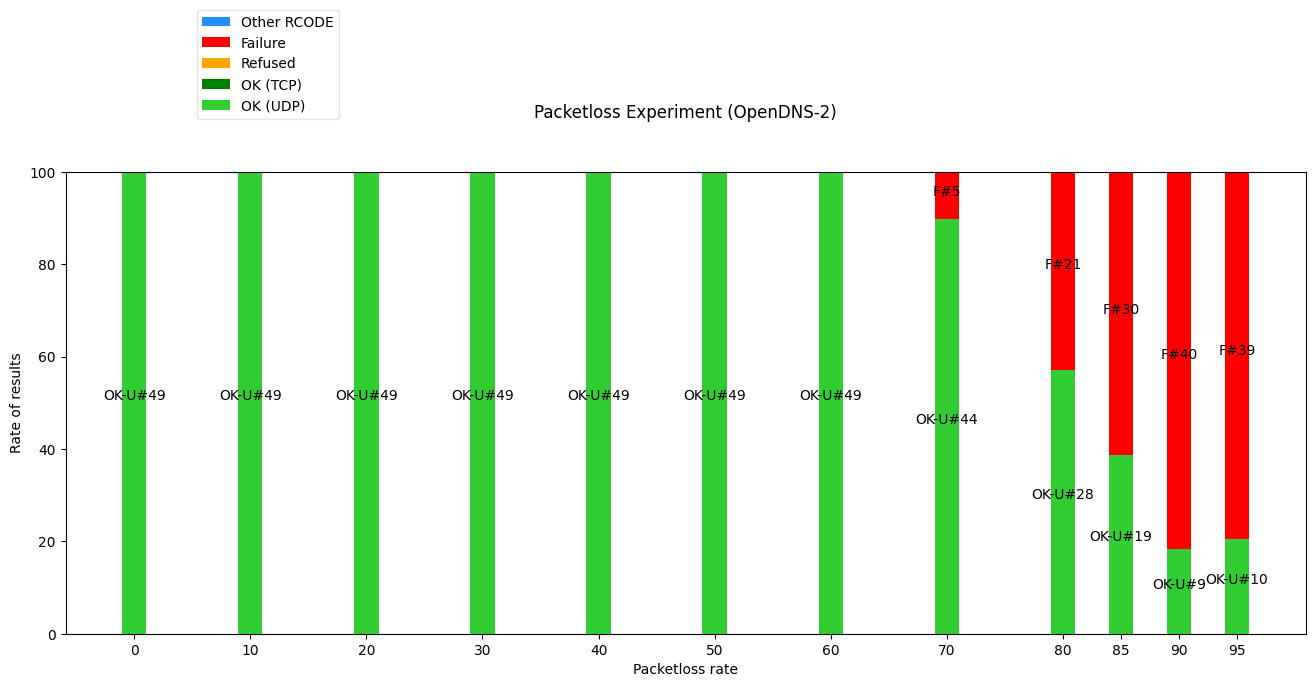 Other RCODE
Failure
Refused
OK (TCP)
OK (UDP)
Packetloss Experiment (OpenDNS-2)
100
80
60
40
20
0
Rate of results
OK-U#49
OK-U#49
OK-U#49
OK-U#49
OK-U#49
OK-U#49
OK-U#49
F#5
OK-U#44
F#21
OK-U#28
F#30
OK-U#19
F#40
OK-U#9
F#39
OK-U#10
0 10 20 30 40 50 60 70 80 85 90 95
Packetloss rate